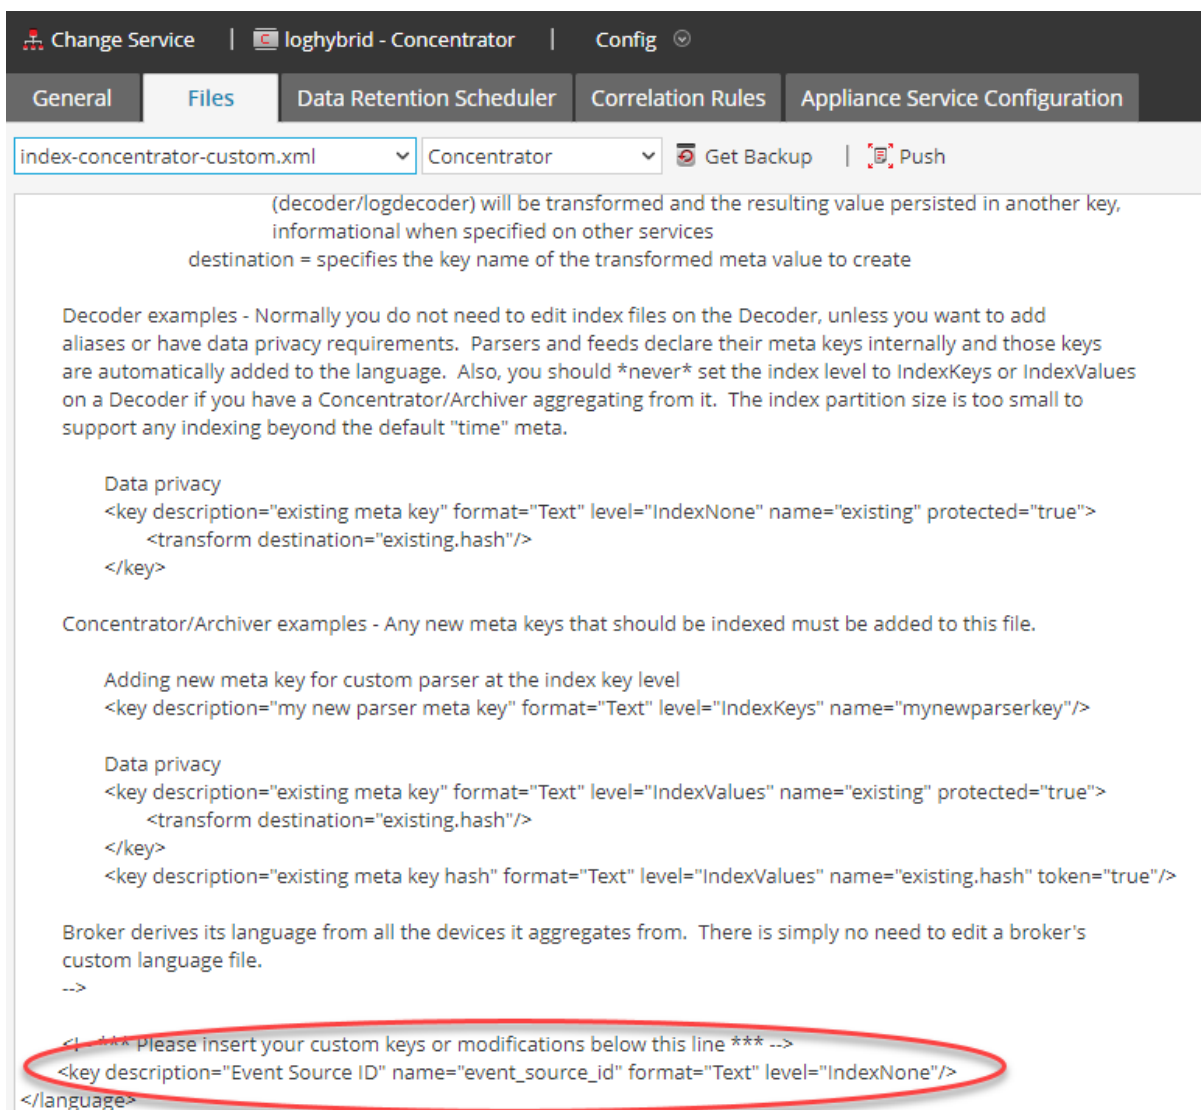 Change Service | loghybrid - Concentrator | Config
General Files Data Retention Scheduler Correlation Rules Appliance Service Configuration
index-concentrator-custom.xml Concentrator Get Backup | Push
(decoder/logdecoder) will be transformed and the resulting value persisted in another key,
informational when specified on other services
destination = specifies the key name of the transformed meta value to create
Decoder examples - Normally you do not need to edit index files on the Decoder, unless you want to add
aliases or have data privacy requirements.  Parsers and feeds declare their meta keys internally and those keys
are automatically added to the language.  Also, you should *never* set the index level to IndexKeys or IndexValues
on a Decoder if you have a Concentrator/Archiver aggregating from it.  The index partition size is too small to
support any indexing beyond the default "time" meta.
Data privacy
<key description="existing meta key" format="Text" level="IndexNone" name="existing" protected="true">
<transform destination="existing.hash"/>
</key>
Concentrator/Archiver examples - Any new meta keys that should be indexed must be added to this file.
Adding new meta key for custom parser at the index key level
<key description="my new parser meta key" format="Text" level="IndexKeys" name="mynewparserkey"/>
Data privacy
<key description="existing meta key" format="Text" level="IndexValues" name="existing" protected="true">
<transform destination="existing.hash"/>
</key>
<key description="existing meta key hash" format="Text" level="IndexValues" name="existing.hash" token="true"/>
Broker derives its language from all the devices it aggregates from.  There is simply no need to edit a broker's
custom language file.
-->
<!-- *** Please insert your custom keys or modifications below this line *** -->
<key description="Event Source ID" name="event_source_id" format="Text" level="IndexNone"/>
</language>